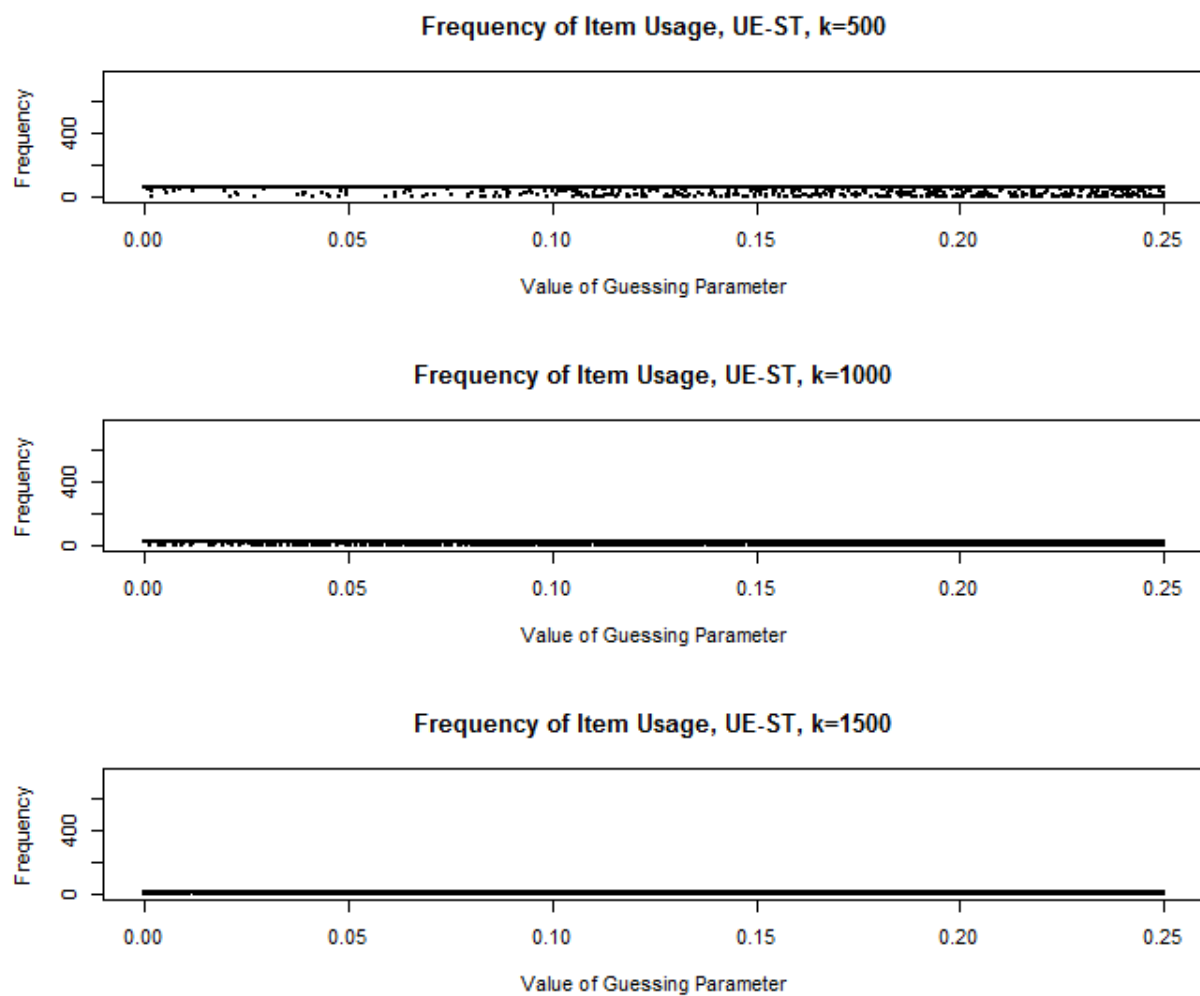 Frequency of Item Usage, UE-ST, k=500
Frequency
400
0
0.00 0.05 0.10 0.15 0.20 0.25
Value of Guessing Parameter
Frequency of Item Usage, UE-ST, k=1000
Frequency
400
0
0.00 0.05 0.10 0.15 0.20 0.25
Value of Guessing Parameter
Frequency of Item Usage, UE-ST, k=1500
Frequency
400
0
0.00 0.05 0.10 0.15 0.20 0.25
Value of Guessing Parameter